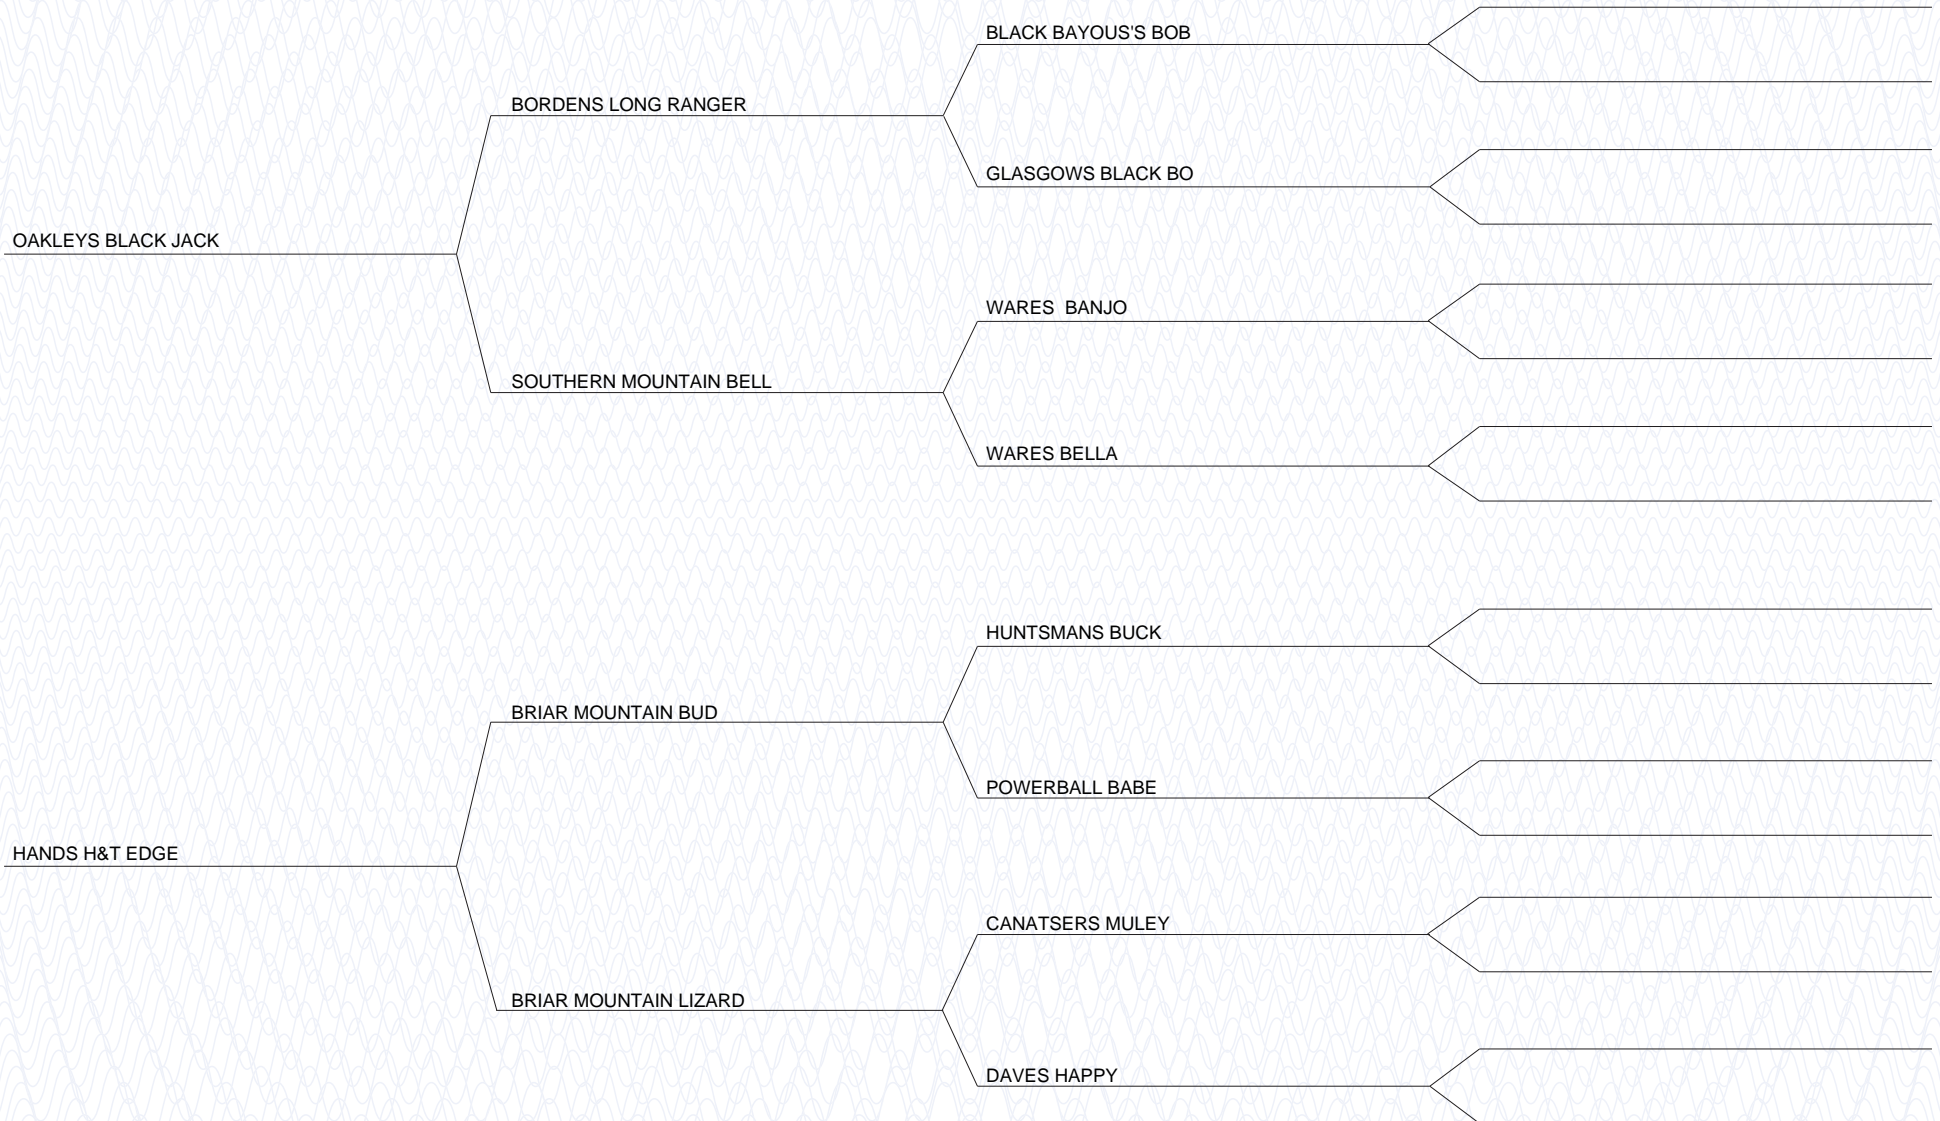 BLACK BAYOUS'S BOB
BORDENS LONG RANGER
GLASGOWS BLACK BO
OAKLEYS BLACK JACK
WARES  BANJO
SOUTHERN MOUNTAIN BELL
WARES BELLA
HUNTSMANS BUCK
BRIAR MOUNTAIN BUD
POWERBALL BABE
HANDS H&T EDGE
CANATSERS MULEY
BRIAR MOUNTAIN LIZARD
DAVES HAPPY